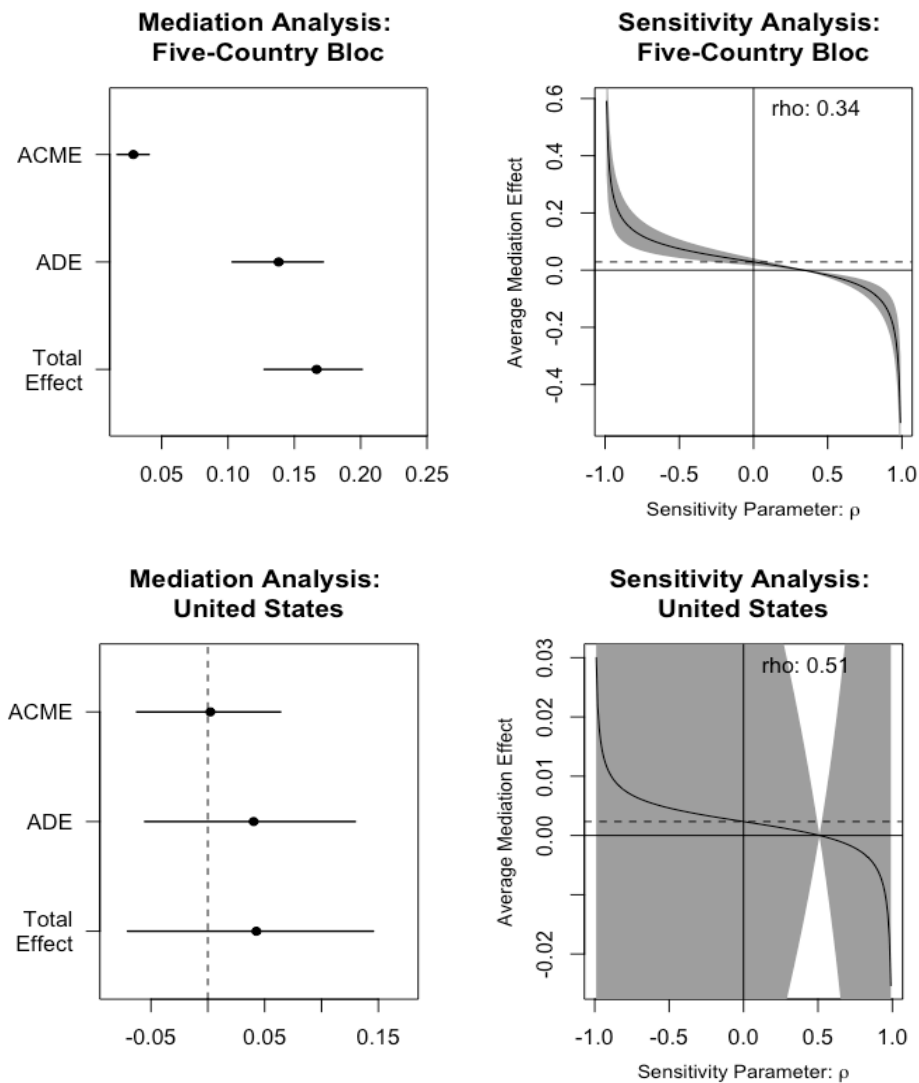 Mediation Analysis:
Five-Country Bloc
ACME
ADE
Total
Effect
0.05 0.10 0.15 0.20 0.25
Sensitivity Analysis:
Five-Country Bloc
rho: 0.34
Average Mediation Effect
0.6
0.4
0.2
0.0
-0.2
-0.4
-1.0 -0.5 0.0 0.5 1.0
Sensitivity Parameter: ρ
Mediation Analysis:
United States
ACME
ADE
Total
Effect
-0.05 0.05 0.15
Sensitivity Analysis:
United States
rho: 0.51
Average Mediation Effect
0.03
0.02
0.01
0.00
-0.02
-1.0 -0.5 0.0 0.5 1.0
Sensitivity Parameter: ρ